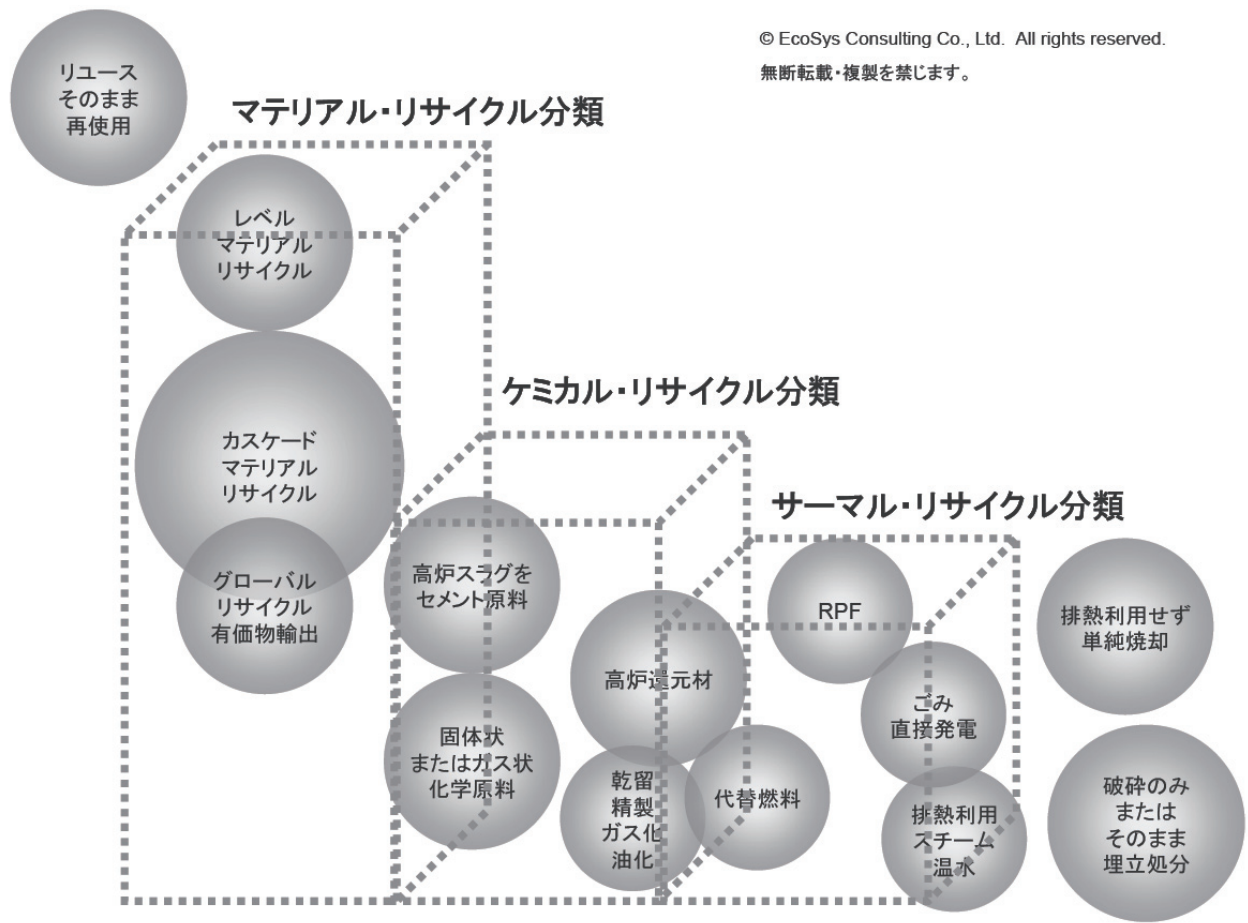 © EcoSys Consulting Co., Ltd.  All rights reserved.
無断転載・複製を禁じます。
リユース
そのまま
再使用
マテリアル・リサイクル分類
レベル
マテリアル
リサイクル
カスケード
マテリアル
リサイクル
グローバル
リサイクル
有価物輸出
ケミカル・リサイクル分類
高炉スラグを
セメント原料
固体状
またはガス状
化学原料
高炉還元材
乾留
精製
ガス化
油化
代替燃料
サーマル・リサイクル分類
RPF
ごみ
直接発電
排熱利用
スチーム
温水
排熱利用せず
単純焼却
破砕のみ
または
そのまま
埋立処分